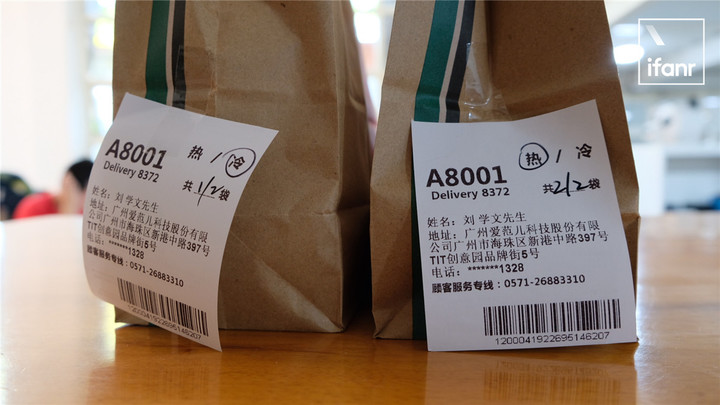 ifanr
A8001
热 / 冷
Delivery 8372
共1/2袋
姓名: 刘 学文先生
地址: 广州爱范儿科技股份有限
公司广州市海珠区新港中路397号
TIT创意园品牌街5号
电话: *******1328
顾客服务专线: 0571-26883310
1200041922695146207
A8001
热 / 冷
Delivery 8372
共2/2袋
姓名: 刘 学文先生
地址: 广州爱范儿科技股份有限
公司广州市海珠区新港中路397号
TIT创意园品牌街5号
电话: *******1328
顾客服务专线: 0571-26883310
1200041922695146207